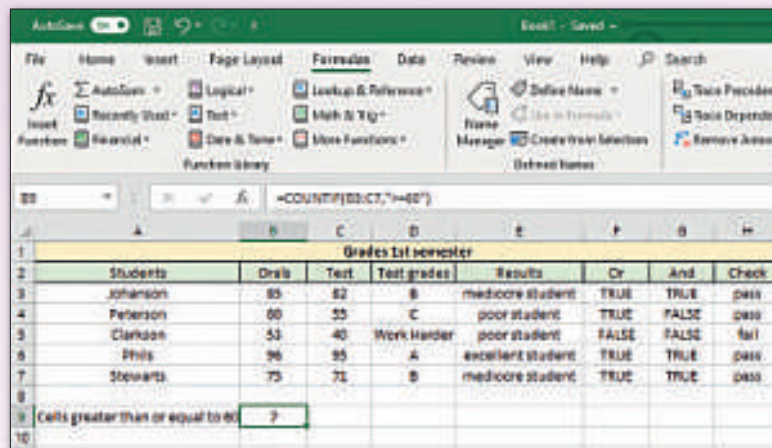 AutoSave On Book1 - Saved
File Home Insert Page Layout Formulas Data Review View Help Search
fx Insert Function
AutoSum Logical Lookup & Reference
Recently Used Text Math & Trig
Financial Date & Time More Functions
Function Library
Name Manager
Define Name
Use in Formula
Create from Selection
Defined Names
Trace Preceden
Trace Depende
Remove Arrow
B9 fx =COUNTIF(B3:C7,">=60")
A B C D E F G H
1 Grades 1st semester
2 Students Orals Test Test grades Results Or And Check
3 Johanson 85 82 B mediocre student TRUE TRUE pass
4 Peterson 60 55 C poor student TRUE FALSE pass
5 Clarkson 53 40 Work Harder poor student FALSE FALSE fail
6 Phils 96 95 A excellent student TRUE TRUE pass
7 Stewarts 75 71 B mediocre student TRUE TRUE pass
8
9 Cells greater than or equal to 60 7
10